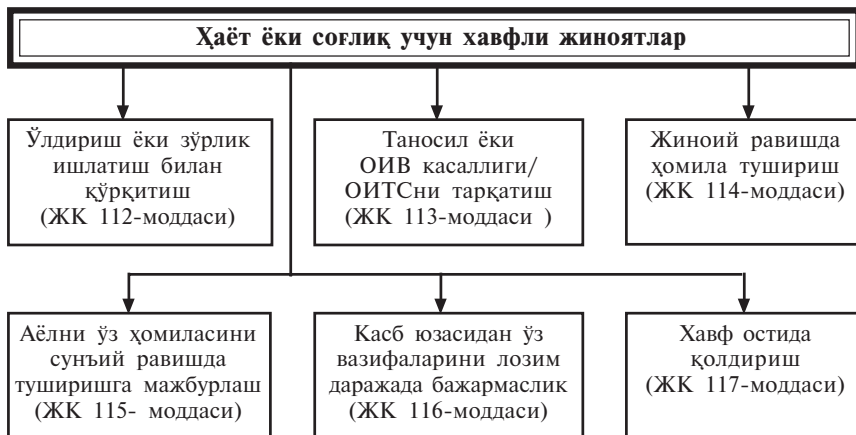 Ҳаёт ёки соғлиқ учун хавфли жиноятлар
Ўлдириш ёки зўрлик
ишлатиш билан
қўрқитиш
(ЖК 112-моддаси)
Таносил ёки
ОИВ касаллиги/
ОИТСни тарқатиш
(ЖК 113-моддаси )
Жиноий равишда
ҳомила тушириш
(ЖК 114-моддаси)
Аёлни ўз ҳомиласини
сунъий равишда
туширишга мажбурлаш
(ЖК 115- моддаси)
Касб юзасидан ўз
вазифаларини лозим
даражада бажармаслик
(ЖК 116-моддаси)
Хавф остида
қолдириш
(ЖК 117-моддаси)